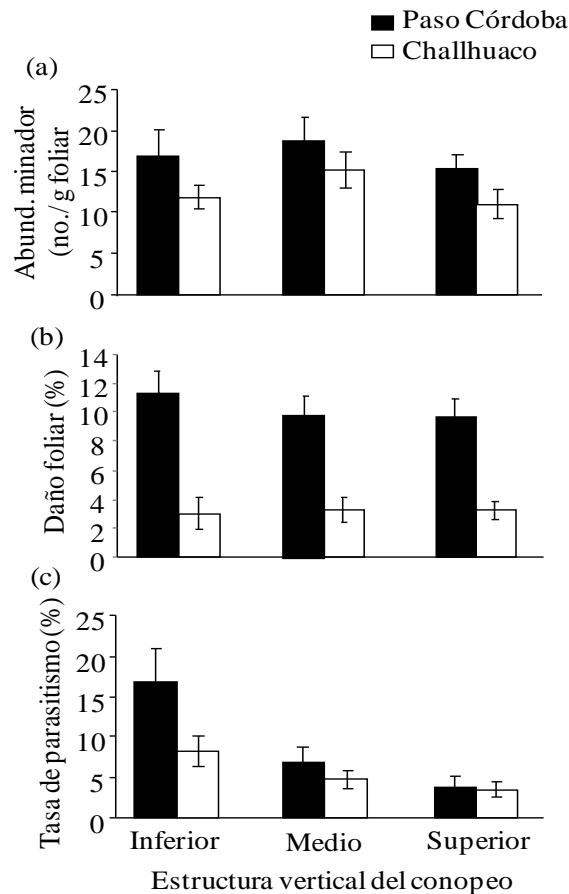 Paso Córdoba
Challhuaco
(a)
Abund. minador
(no./ g foliar)
25
20
15
10
5
0
(b)
Daño foliar (%)
14
12
10
8
6
4
2
0
(c)
Tasa de parasitismo (%)
25
20
15
10
5
0
Inferior Medio Superior
Estructura vertical del conopeo